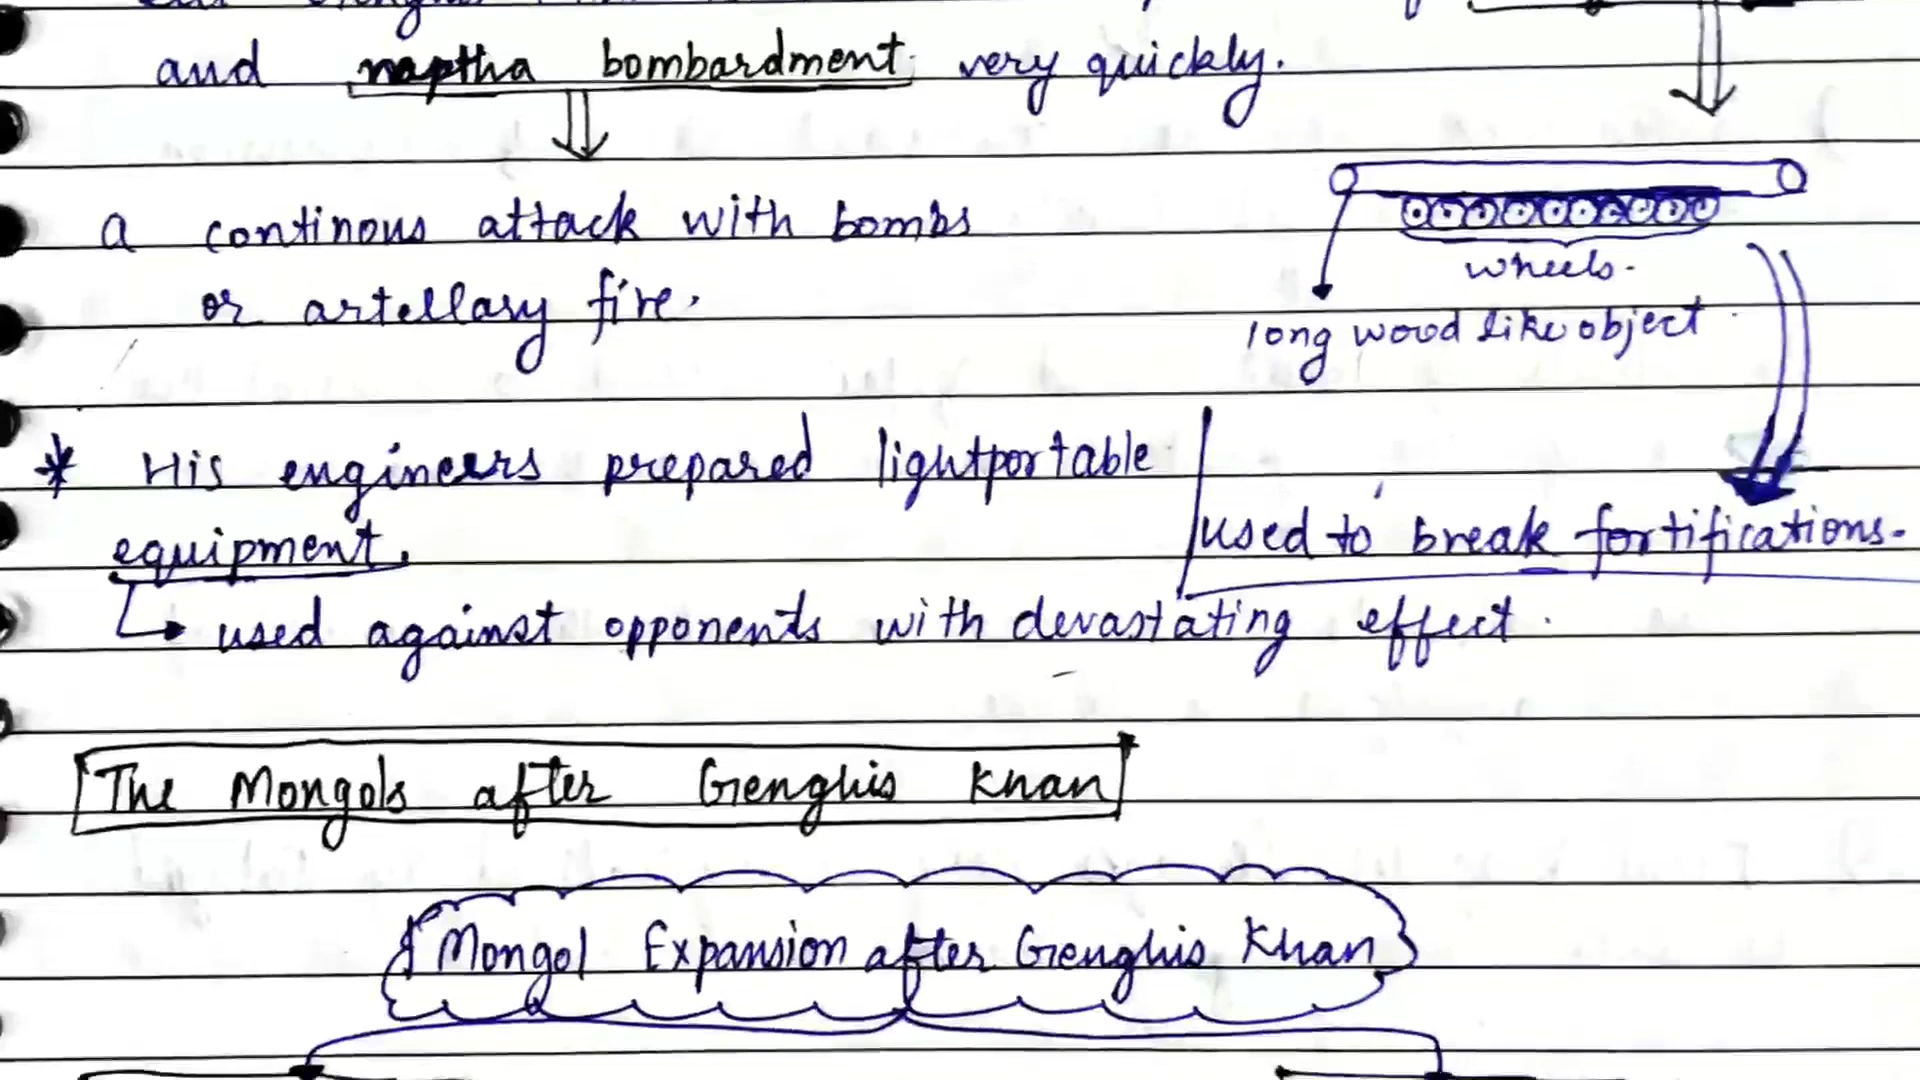 and naptha bombardment very quickly.
a continous attack with bombs
or artellary fire.
wheels.
long wood like object
used to break fortifications.
* His engineers prepared lightportable
equipment.
used against opponents with devastating effect.
The Mongols after Genghis Khan
Mongol Expansion after Genghis Khan